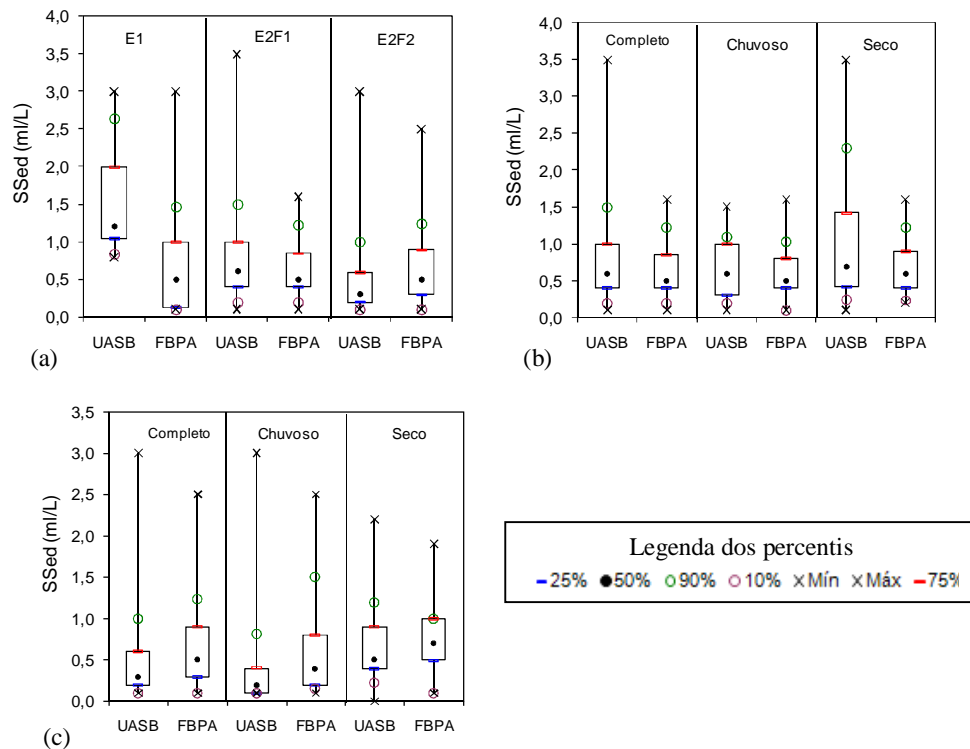 E1 E2F1 E2F2
SSed (ml/L)
4,0
3,5
3,0
2,5
2,0
1,5
1,0
0,5
0,0
UASB FBPA UASB FBPA UASB FBPA
(a)
Completo Chuvoso Seco
SSed (ml/L)
4,0
3,5
3,0
2,5
2,0
1,5
1,0
0,5
0,0
UASB FBPA UASB FBPA UASB FBPA
(b)
Completo Chuvoso Seco
SSed (ml/L)
3,5
3,0
2,5
2,0
1,5
1,0
0,5
0,0
UASB FBPA UASB FBPA UASB FBPA
(c)
Legenda dos percentis
25% 50% 90% 10% Mín Máx 75%